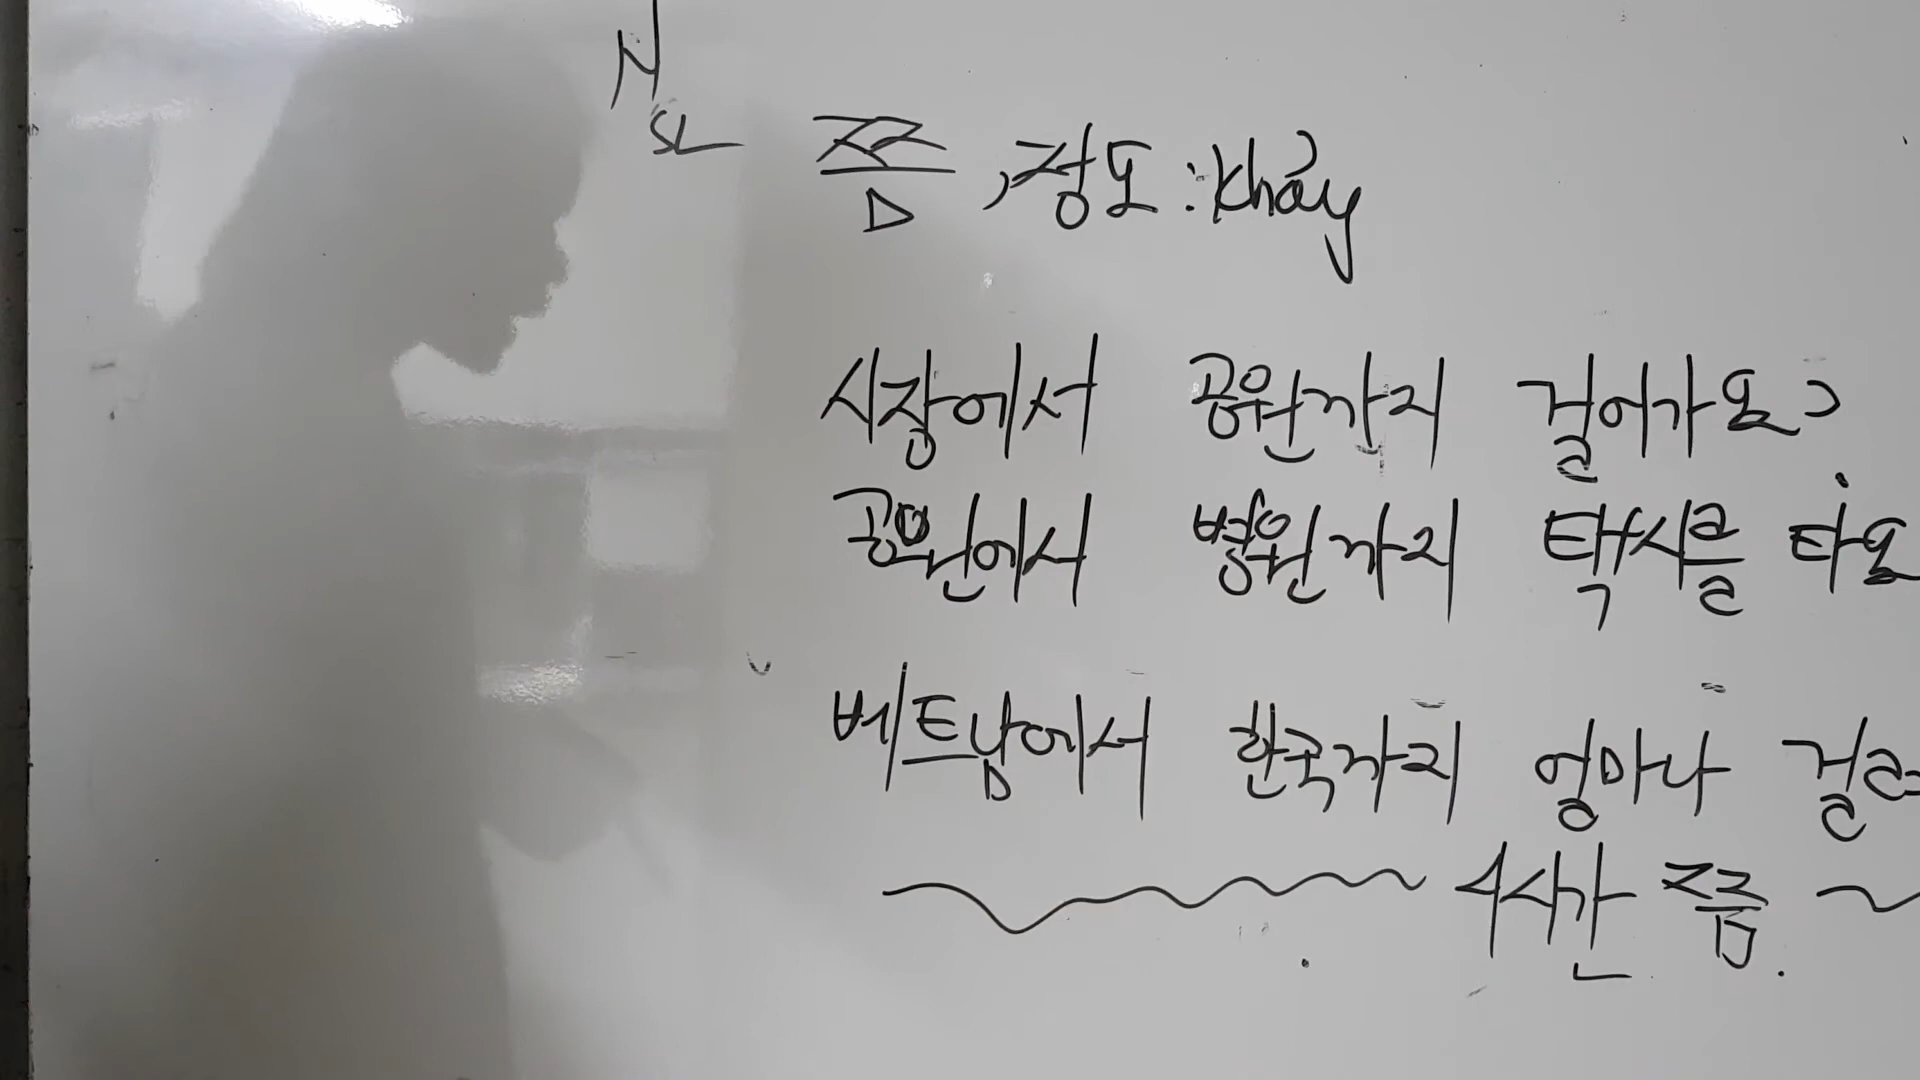 N
SL
쯤, 정도 : khảy
시장에서 공원까지 걸어가요?
공원에서 병원까지 택시를 타요
베트남에서 한국까지 얼마나 걸려
4시간 쯤